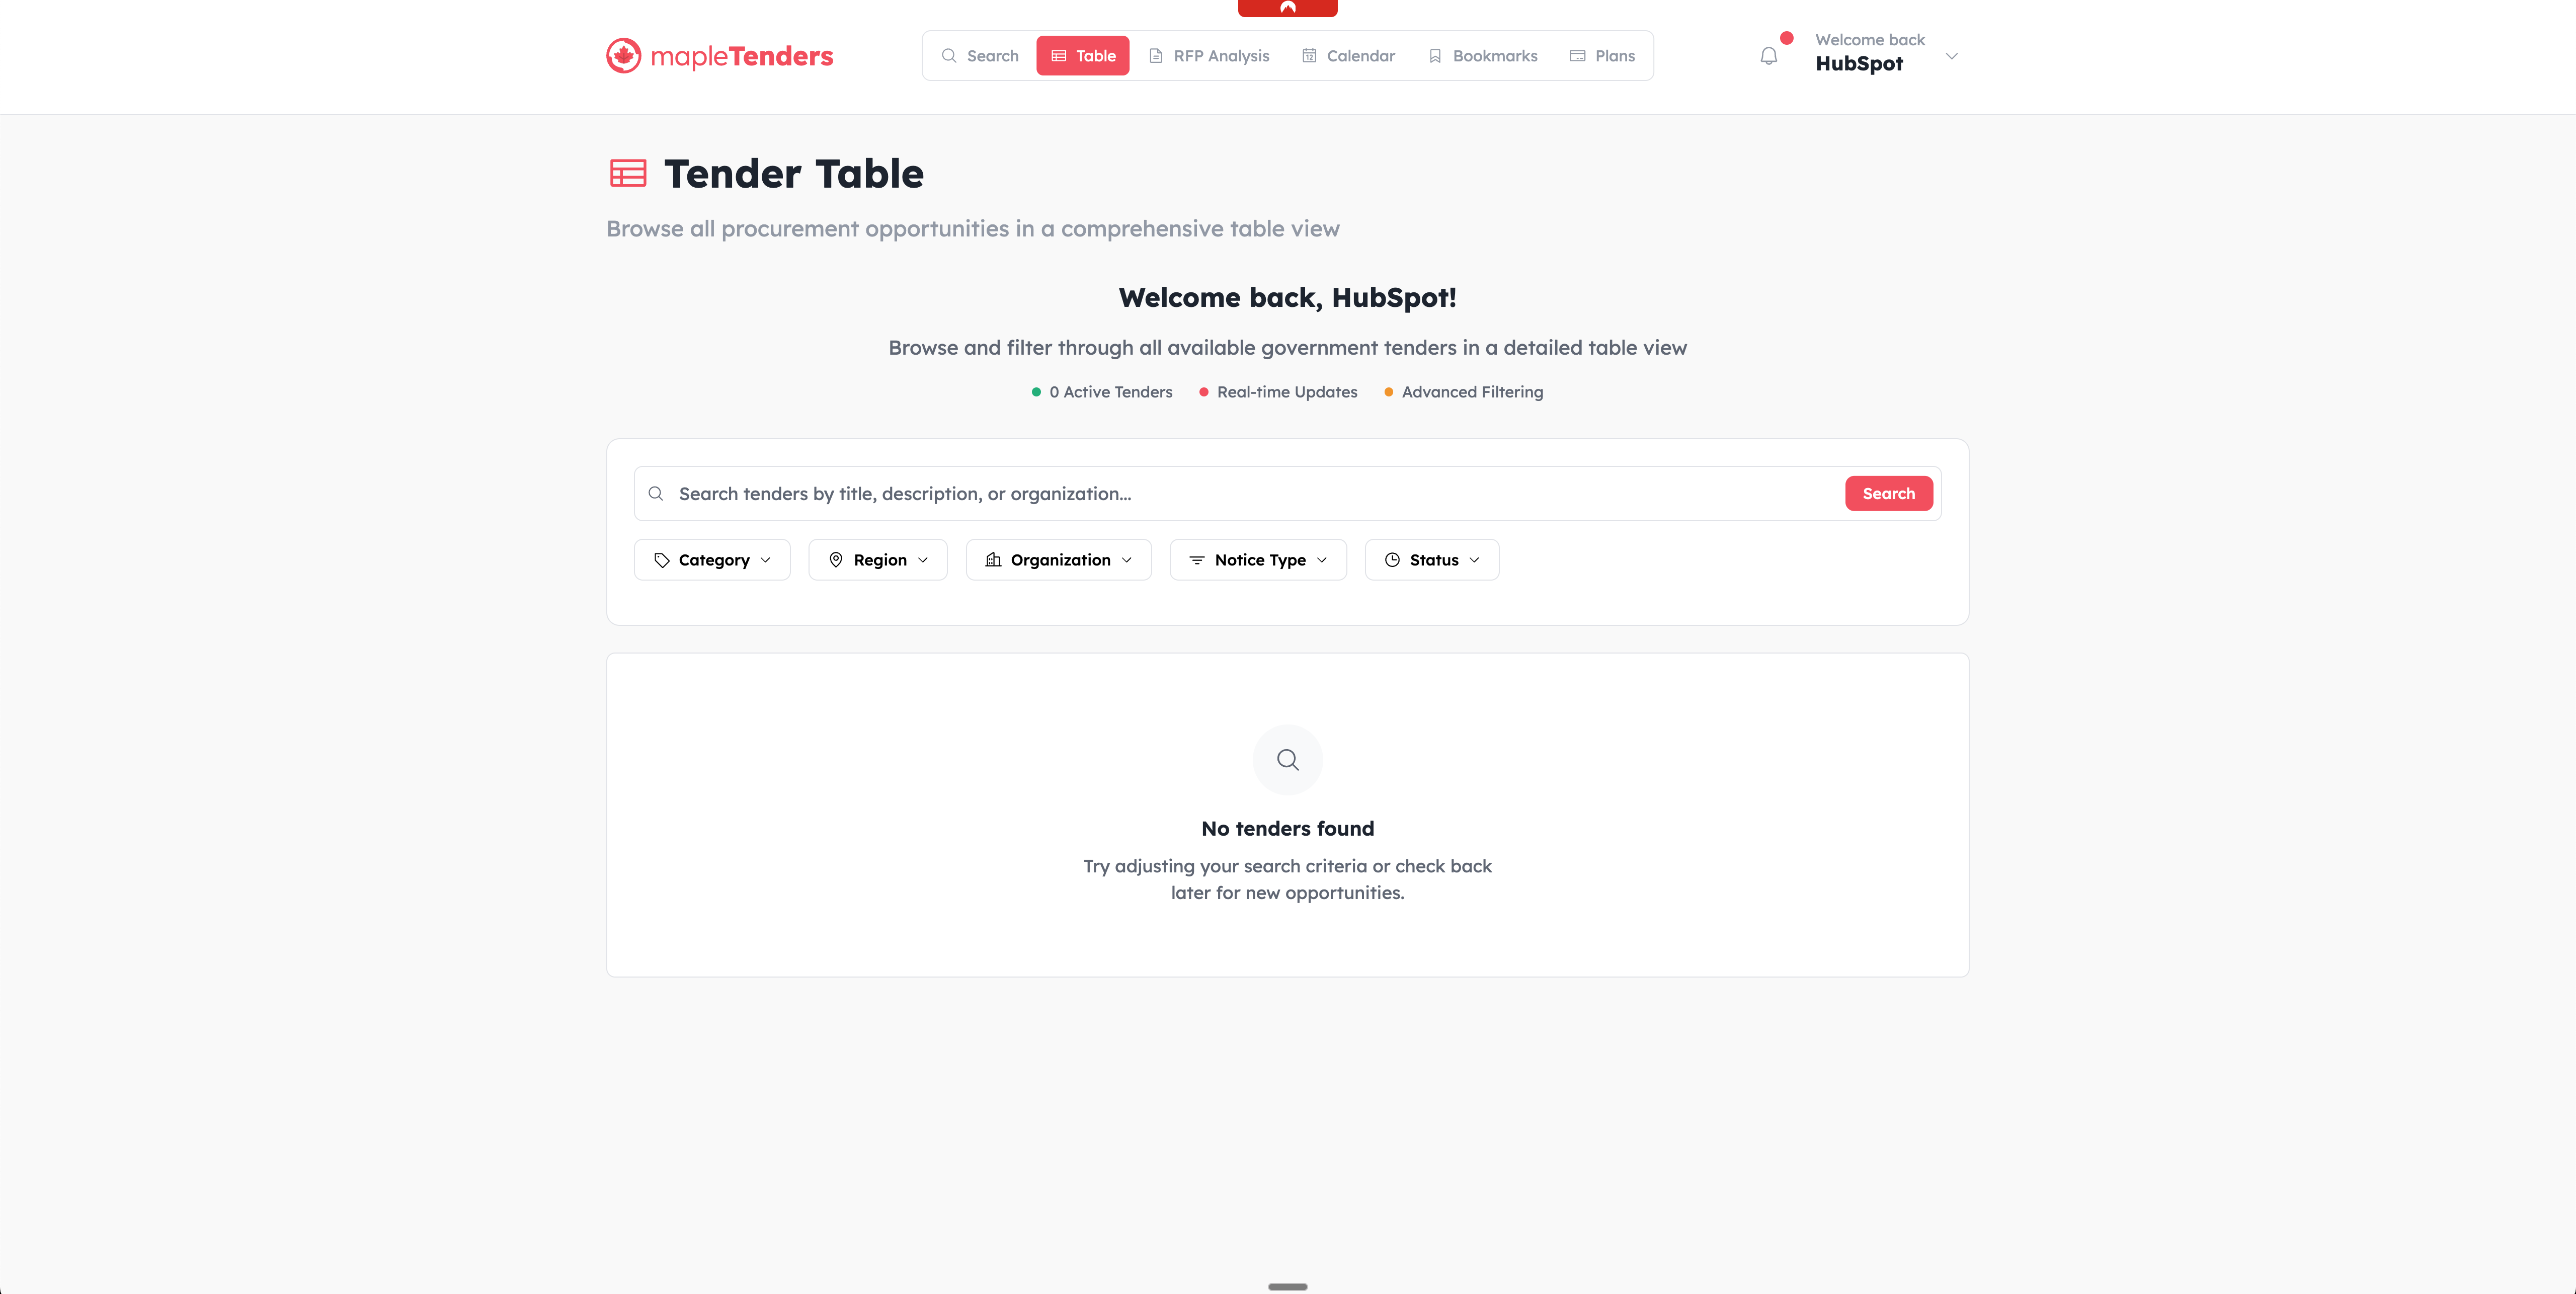 mapleTenders
Search
Table
RFP Analysis
12
Calendar
Bookmarks
Plans
Welcome back
HubSpot
Tender Table
Browse all procurement opportunities in a comprehensive table view
Welcome back, HubSpot!
Browse and filter through all available government tenders in a detailed table view
0 Active Tenders
Real-time Updates
Advanced Filtering
Search tenders by title, description, or organization...
Search
Category
Region
Organization
Notice Type
Status
No tenders found
Try adjusting your search criteria or check back
later for new opportunities.